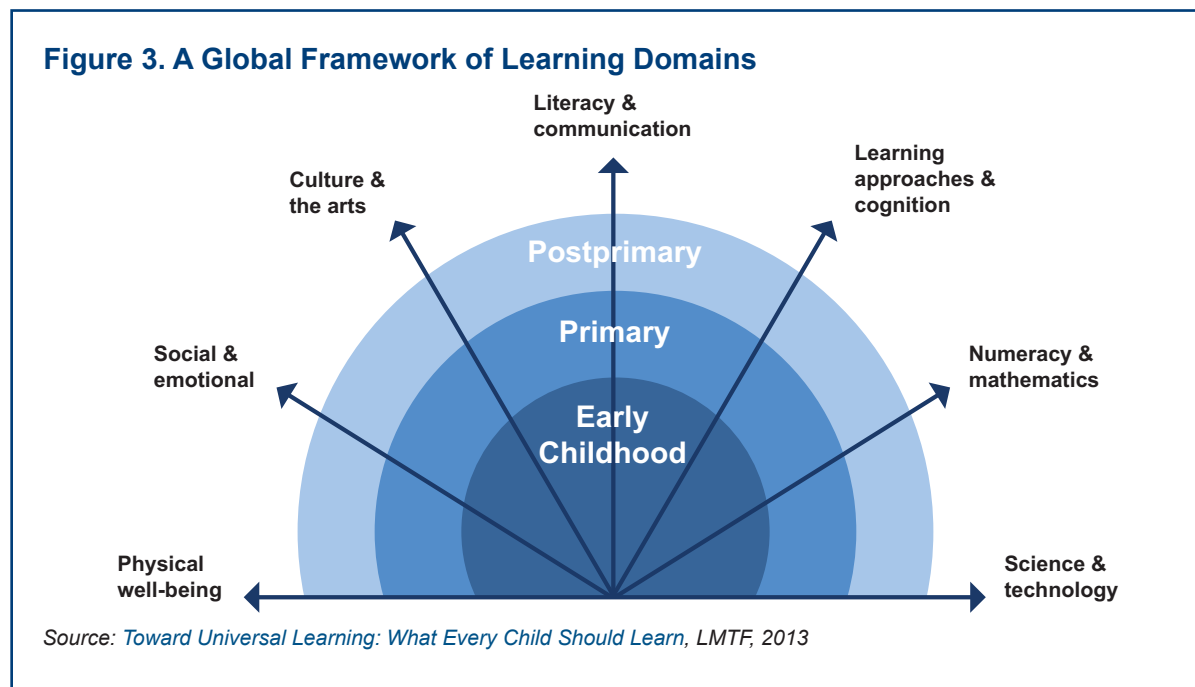 Figure 3. A Global Framework of Learning Domains
Literacy &
communication
Learning
approaches &
cognition
Culture &
the arts
Postprimary
Primary
Social &
emotional
Numeracy &
mathematics
Early
Childhood
Physical
well-being
Science &
technology
Source: Toward Universal Learning: What Every Child Should Learn, LMTF, 2013